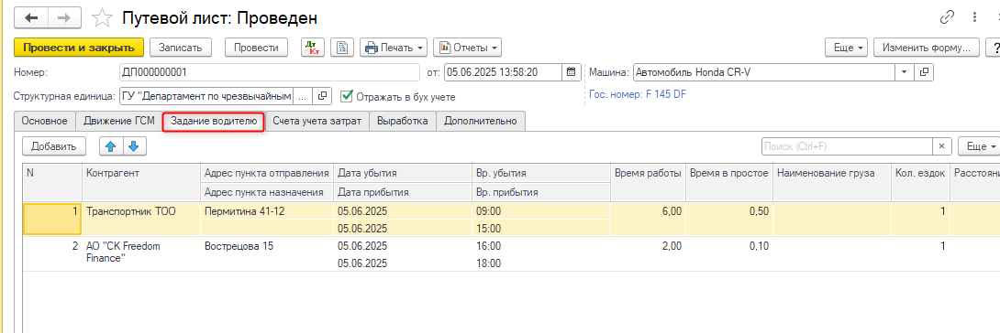 Путевой лист: Проведен
Провести и закрыть Записать Провести Дт Кт Печать Отчеты Еще Изменить форму... ?
Номер: ДП000000001 от: 05.06.2025 13:58:20 Машина: Автомобиль Honda CR-V
Структурная единица: ГУ "Департамент по чрезвычайным ... Отражать в бух учете Гос. номер: F 145 DF
Основное Движение ГСМ Задание водителю Счета учета затрат Выработка Дополнительно
Добавить Поиск (Ctrl+F) × Еще
N Контрагент Адрес пункта отправления Дата убытия Вр. убытия Время работы Время в простое Наименование груза Кол. ездок Расстояни
Адрес пункта назначения Дата прибытия Вр. прибытия
1 Транспортник ТОО Пермитина 41-12 05.06.2025 09:00 6,00 0,50 1
05.06.2025 15:00
2 АО "СК Freedom Вострецова 15 05.06.2025 16:00 2,00 0,10 1
Finance" 05.06.2025 18:00